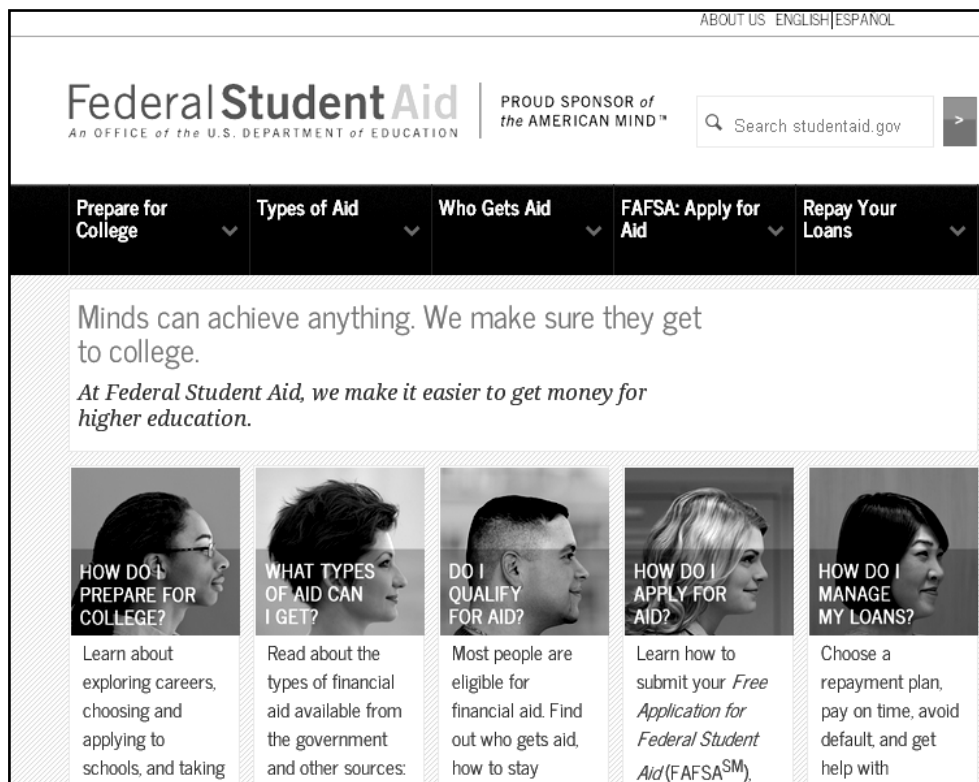 ABOUT US ENGLISH|ESPAÑOL
Federal Student Aid
An OFFICE of the U.S. DEPARTMENT of EDUCATION
PROUD SPONSOR of
the AMERICAN MIND™
Search studentaid.gov
>
Prepare for
College
Types of Aid
Who Gets Aid
FAFSA: Apply for
Aid
Repay Your
Loans
Minds can achieve anything. We make sure they get
to college.
At Federal Student Aid, we make it easier to get money for
higher education.
HOW DO I
PREPARE FOR
COLLEGE?
Learn about
exploring careers,
choosing and
applying to
schools, and taking
WHAT TYPES
OF AID CAN
I GET?
Read about the
types of financial
aid available from
the government
and other sources:
DO I
QUALIFY
FOR AID?
Most people are
eligible for
financial aid. Find
out who gets aid,
how to stay
HOW DO I
APPLY FOR
AID?
Learn how to
submit your Free
Application for
Federal Student
Aid (FAFSA℠),
HOW DO I
MANAGE
MY LOANS?
Choose a
repayment plan,
pay on time, avoid
default, and get
help with